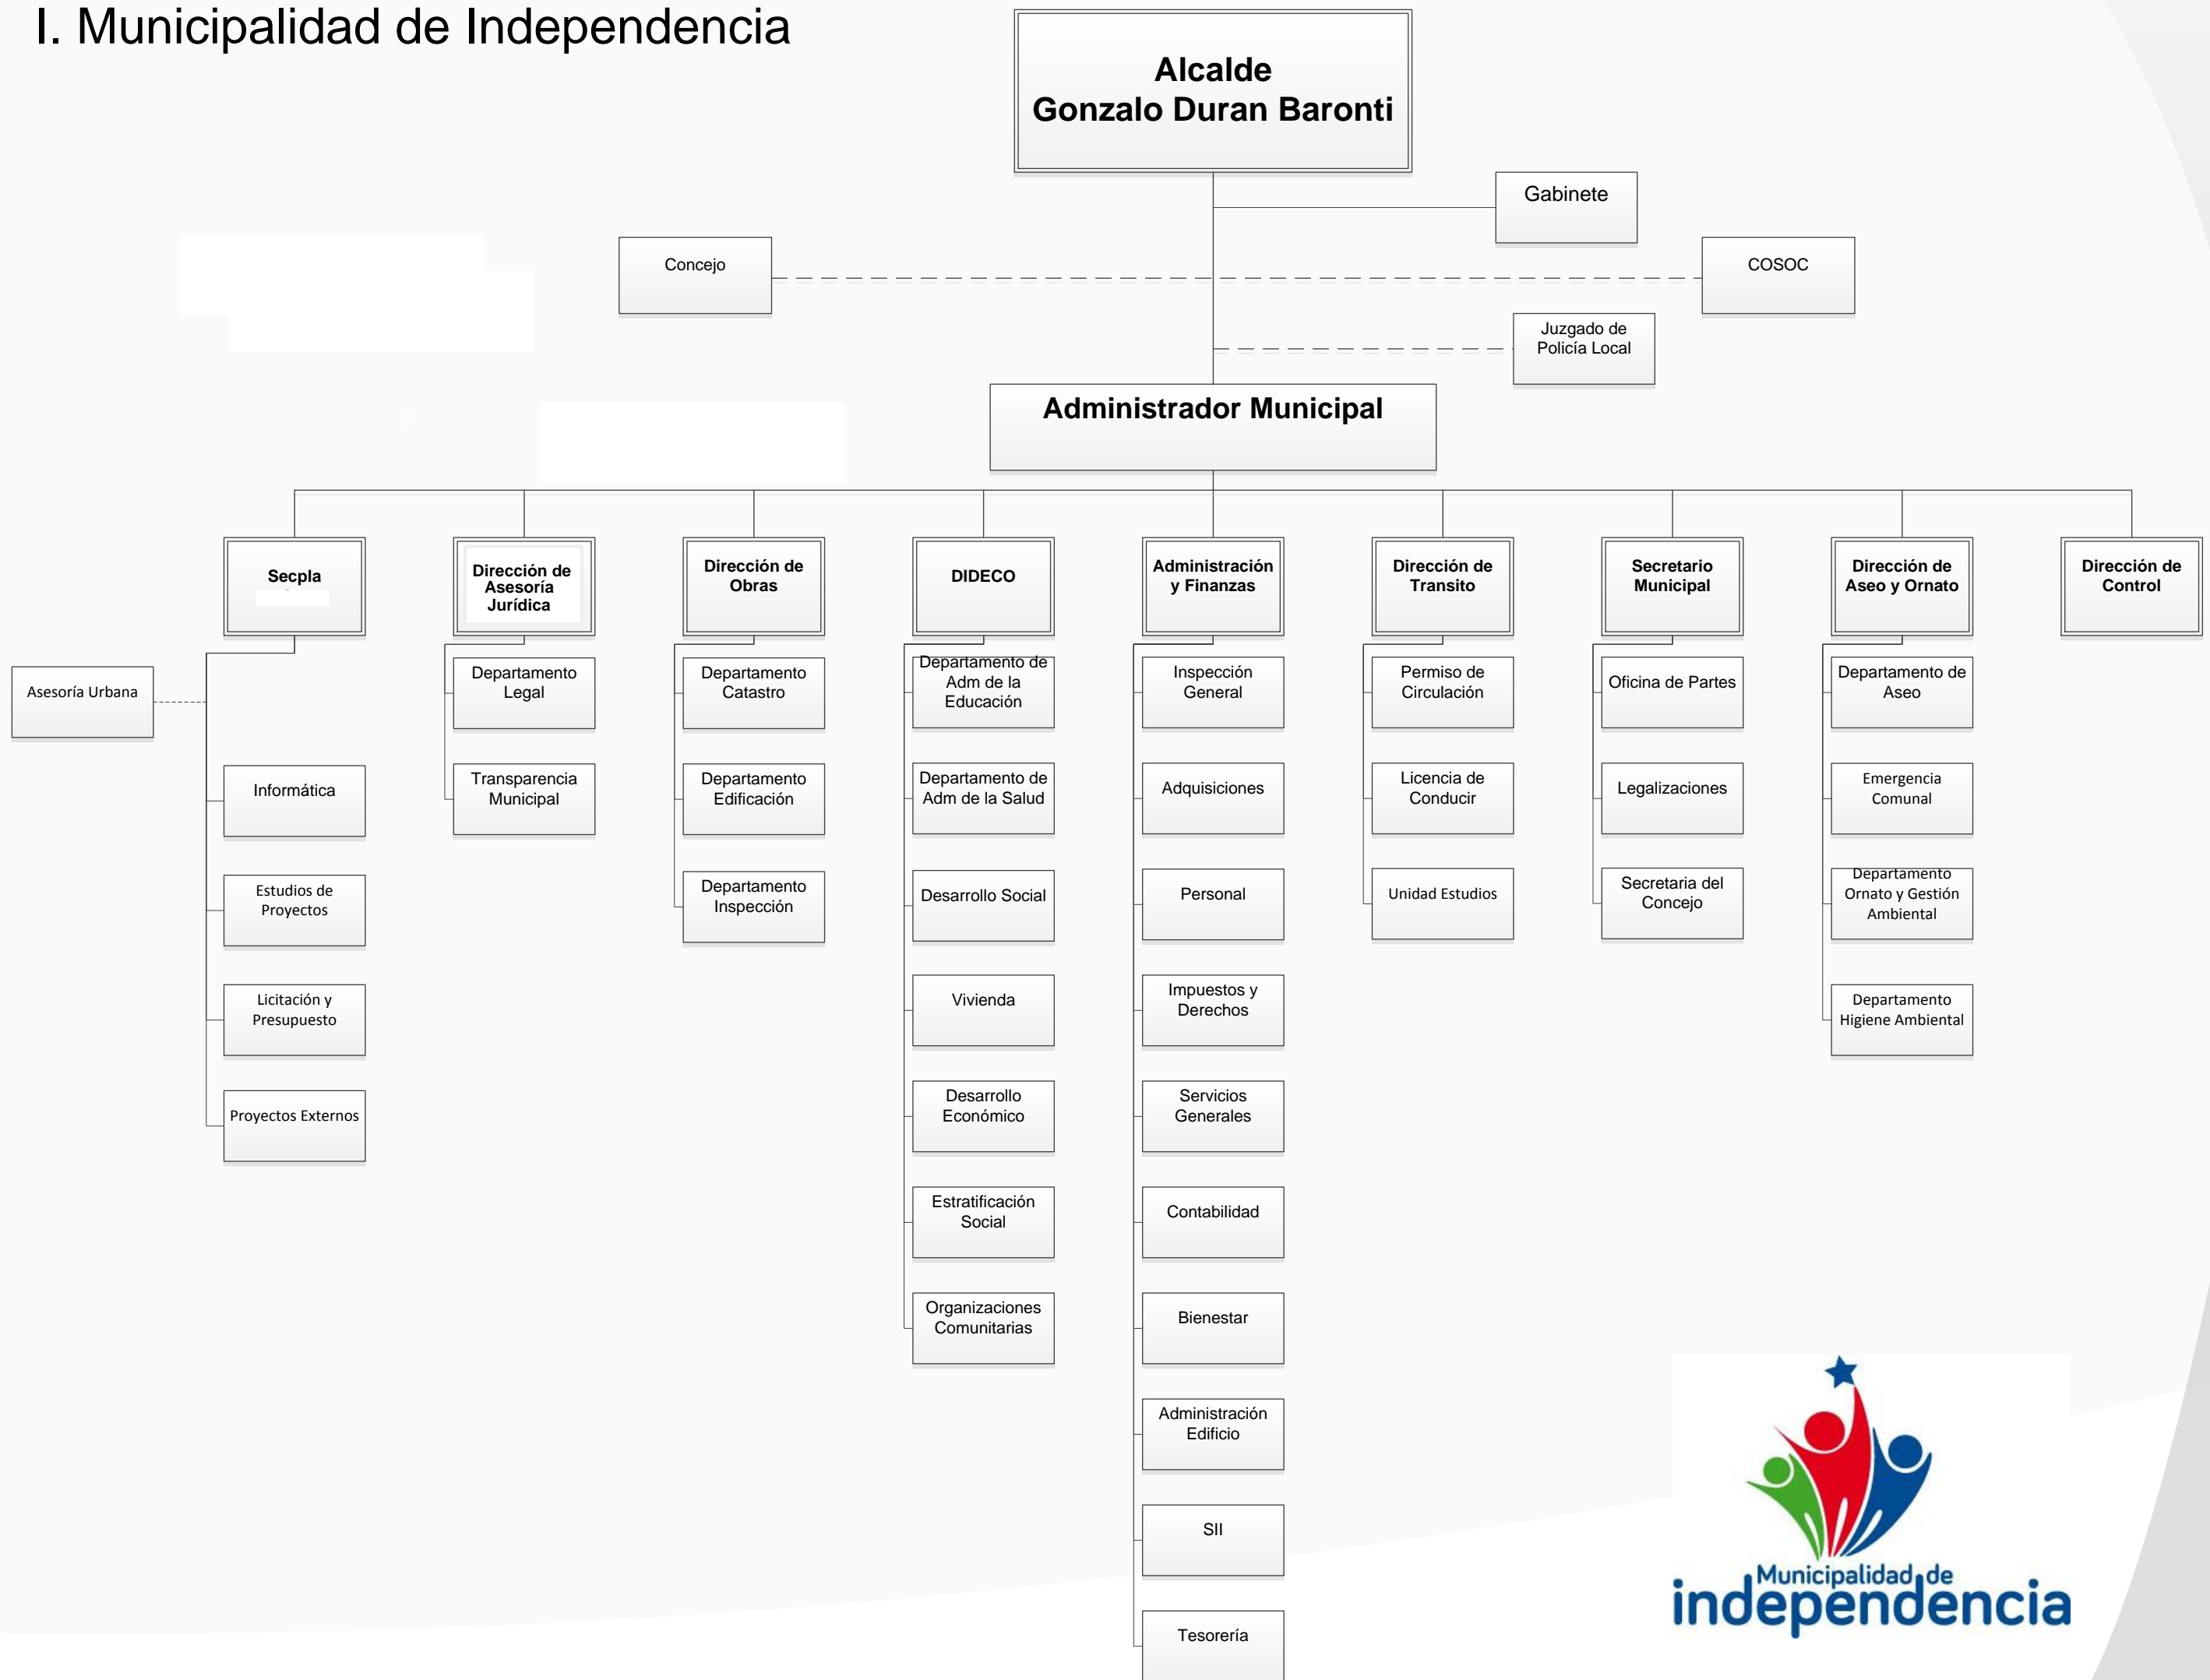 I. Municipalidad de Independencia
Alcalde
Gonzalo Duran Baronti
Gabinete
Concejo
COSOC
Juzgado de
Policía Local
Administrador Municipal
Secpla
Dirección de
Asesoría
Jurídica
Dirección de
Obras
DIDECO
Administración
y Finanzas
Dirección de
Transito
Secretario
Municipal
Dirección de
Aseo y Ornato
Dirección de
Control
Asesoría Urbana
Informática
Estudios de
Proyectos
Licitación y
Presupuesto
Proyectos Externos
Departamento
Legal
Transparencia
Municipal
Departamento
Catastro
Departamento
Edificación
Departamento
Inspección
Departamento de
Adm de la
Educación
Departamento de
Adm de la Salud
Desarrollo Social
Vivienda
Desarrollo
Económico
Estratificación
Social
Organizaciones
Comunitarias
Inspección
General
Adquisiciones
Personal
Impuestos y
Derechos
Servicios
Generales
Contabilidad
Bienestar
Administración
Edificio
SII
Tesorería
Permiso de
Circulación
Licencia de
Conducir
Unidad Estudios
Oficina de Partes
Legalizaciones
Secretaria del
Concejo
Departamento de
Aseo
Emergencia
Comunal
Departamento
Ornato y Gestión
Ambiental
Departamento
Higiene Ambiental
Municipalidad de
independencia